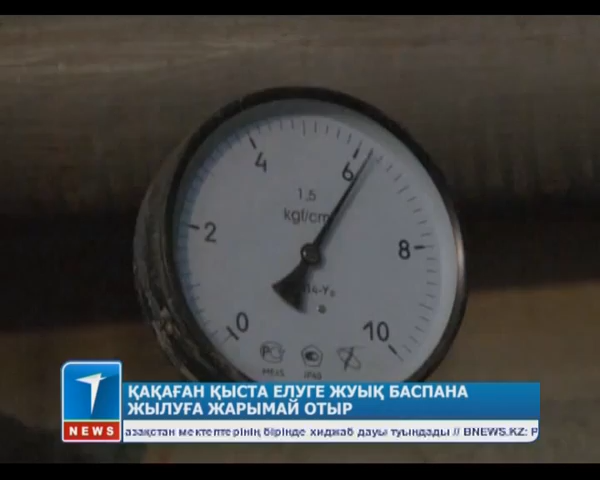 4
6
1,5
kgf/cm
2
8
0
10
IP40
ҚАҚАҒАН ҚЫСТА ЕЛУГЕ ЖУЫҚ БАСПАНА
ЖЫЛУҒА ЖАРЫМАЙ ОТЫР
NEWS
азақстан мектептерінің бірінде хиджаб дауы туындады // BNEWS.KZ: Р